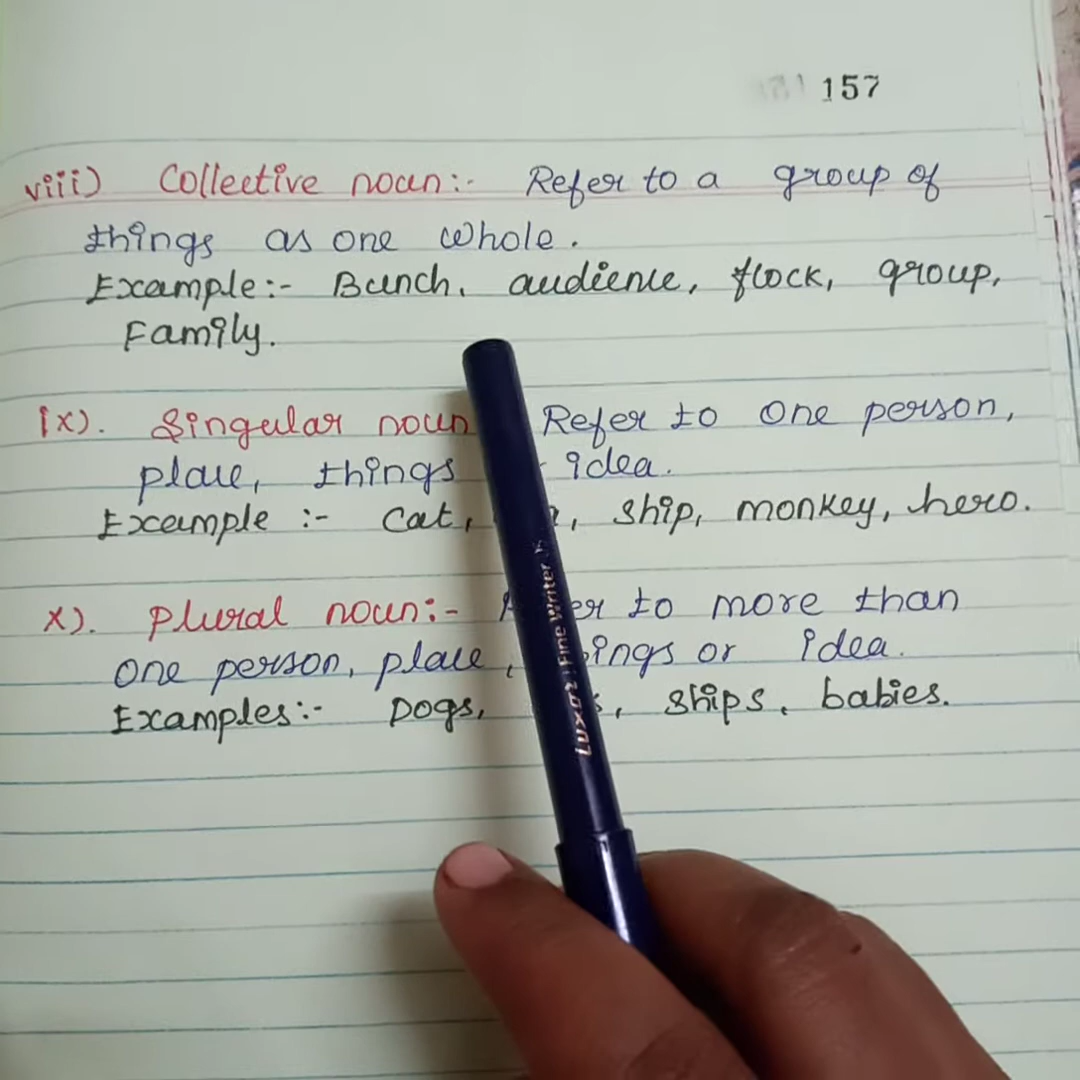 157
viii) Collective noun:- Refer to a group of
things as one whole.
Example:- Bunch, audience, flock, group,
Family.
ix). Singular noun Refer to one person,
place, things idea.
Example :- Cat, ship, monkey, hero.
x). Plural noun:- to more than
one person, place, or idea.
Examples:- Dogs, ships, babies.
Luxor | Fine Writer